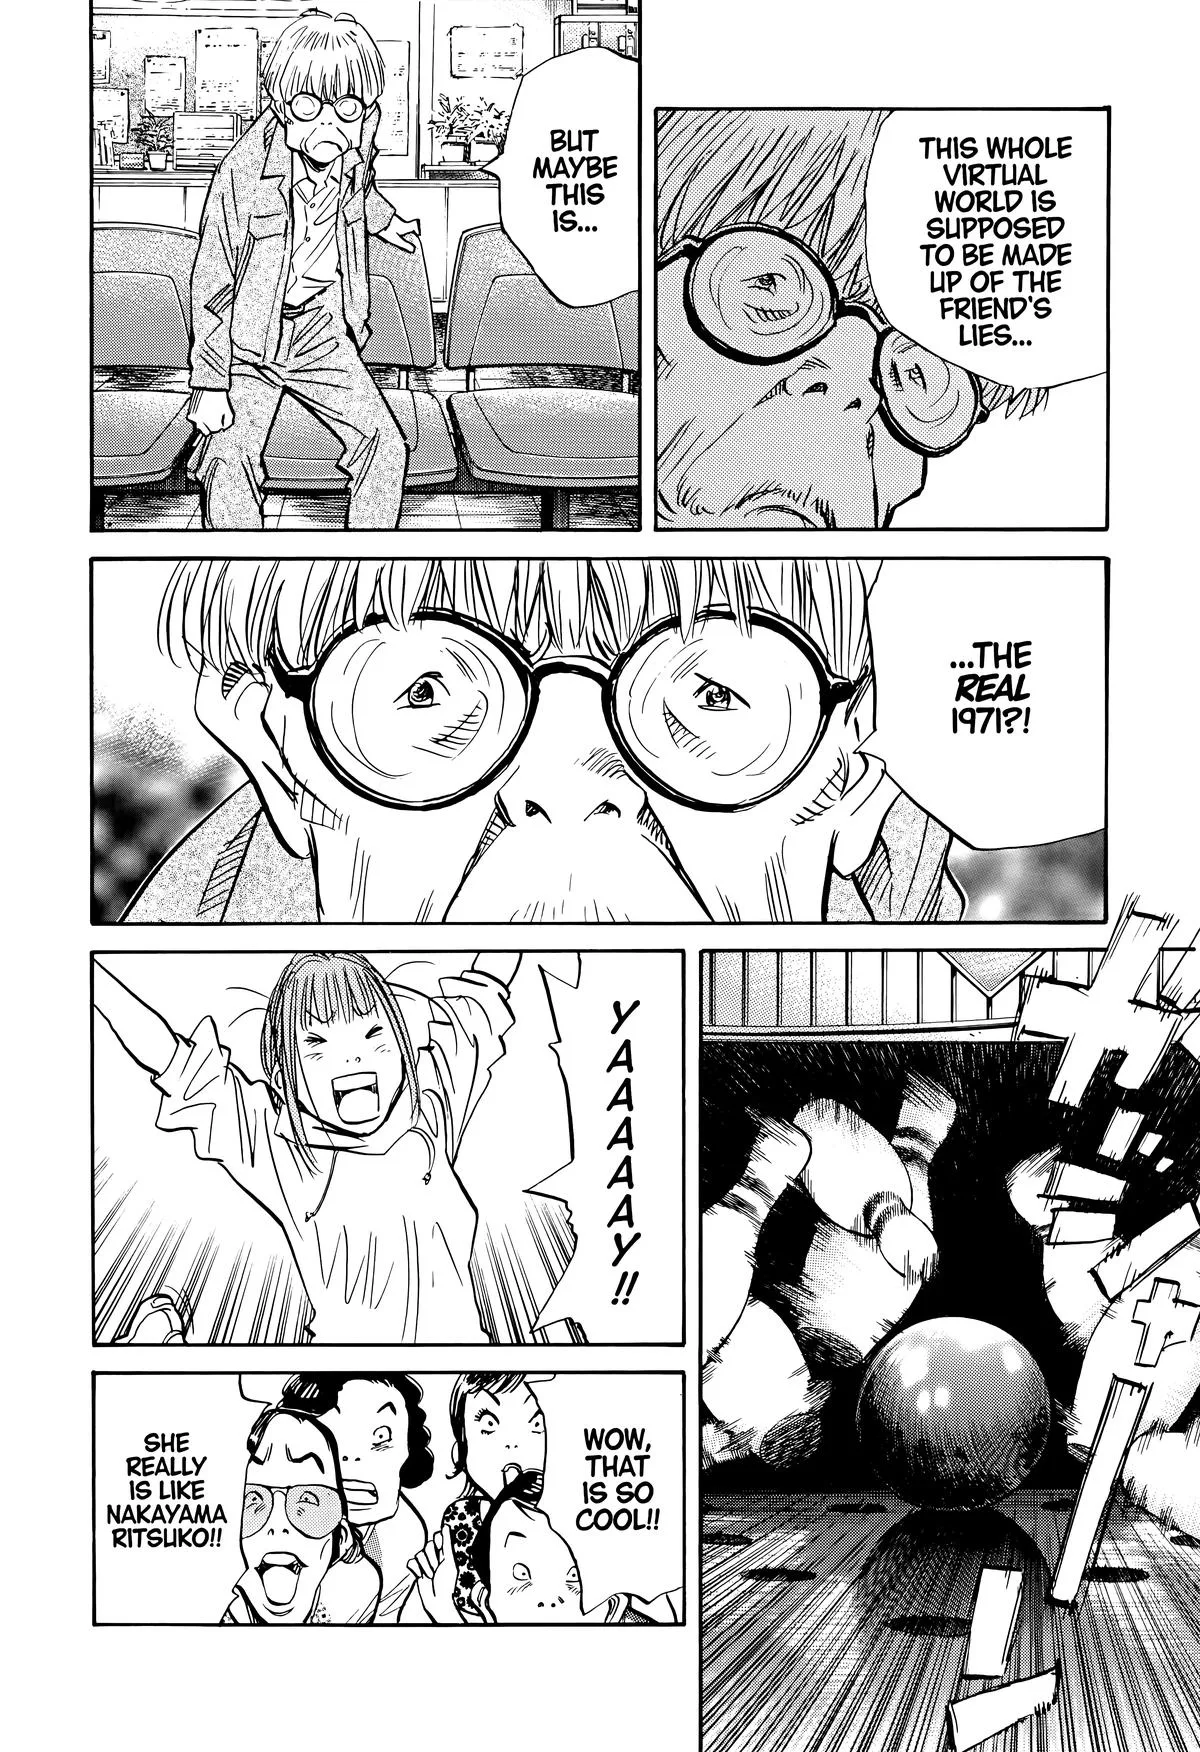 THIS WHOLE
VIRTUAL
WORLD IS
SUPPOSED
TO BE MADE
UP OF THE
FRIEND'S
LIES...
BUT
MAYBE
THIS
IS...
...THE
REAL
1971?!
YAAAAAY!!
WOW,
THAT
IS SO
COOL!!
SHE
REALLY
IS LIKE
NAKAYAMA
RITSUKO!!